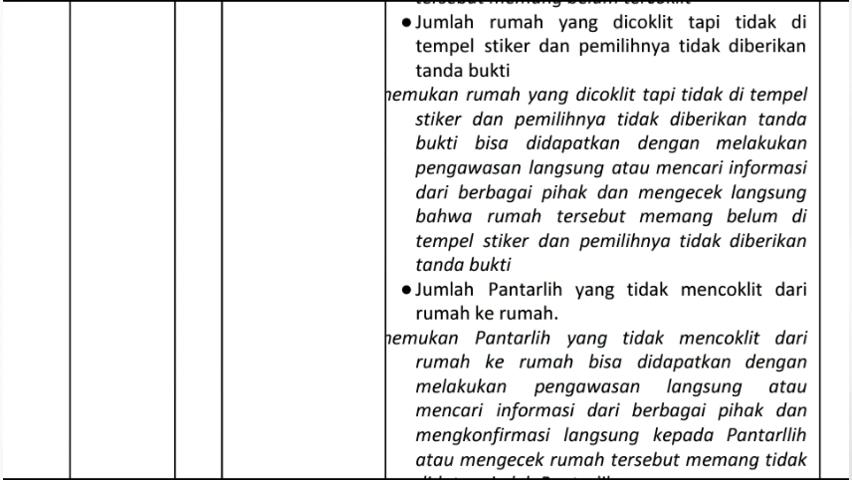 tersebut memang belum tercoklit
●Jumlah rumah yang dicoklit tapi tidak di
tempel stiker dan pemilihnya tidak diberikan
tanda bukti
nemukan rumah yang dicoklit tapi tidak di tempel
stiker dan pemilihnya tidak diberikan tanda
bukti bisa didapatkan dengan melakukan
pengawasan langsung atau mencari informasi
dari berbagai pihak dan mengecek langsung
bahwa rumah tersebut memang belum di
tempel stiker dan pemilihnya tidak diberikan
tanda bukti
●Jumlah Pantarlih yang tidak mencoklit dari
rumah ke rumah.
nemukan Pantarlih yang tidak mencoklit dari
rumah ke rumah bisa didapatkan dengan
melakukan pengawasan langsung atau
mencari informasi dari berbagai pihak dan
mengkonfirmasi langsung kepada Pantarllih
atau mengecek rumah tersebut memang tidak